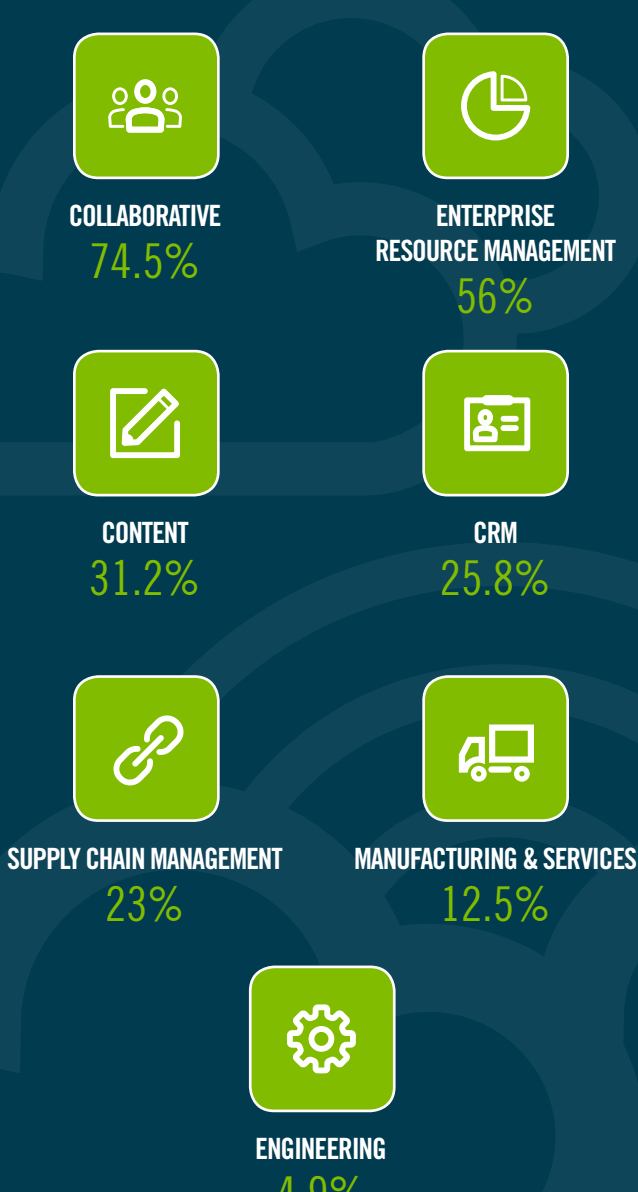 COLLABORATIVE
74.5%
ENTERPRISE
RESOURCE MANAGEMENT
56%
CONTENT
31.2%
CRM
25.8%
SUPPLY CHAIN MANAGEMENT
23%
MANUFACTURING & SERVICES
12.5%
ENGINEERING